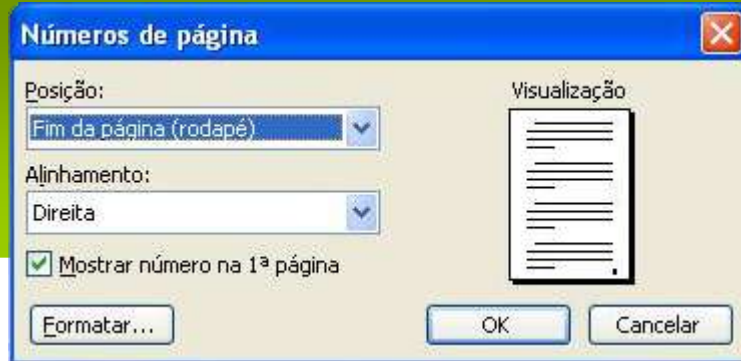 Números de página
Posição:
Visualização
Fim da página (rodapé)
Alinhamento:
Direita
Mostrar número na 1ª página
Formatar...
OK
Cancelar